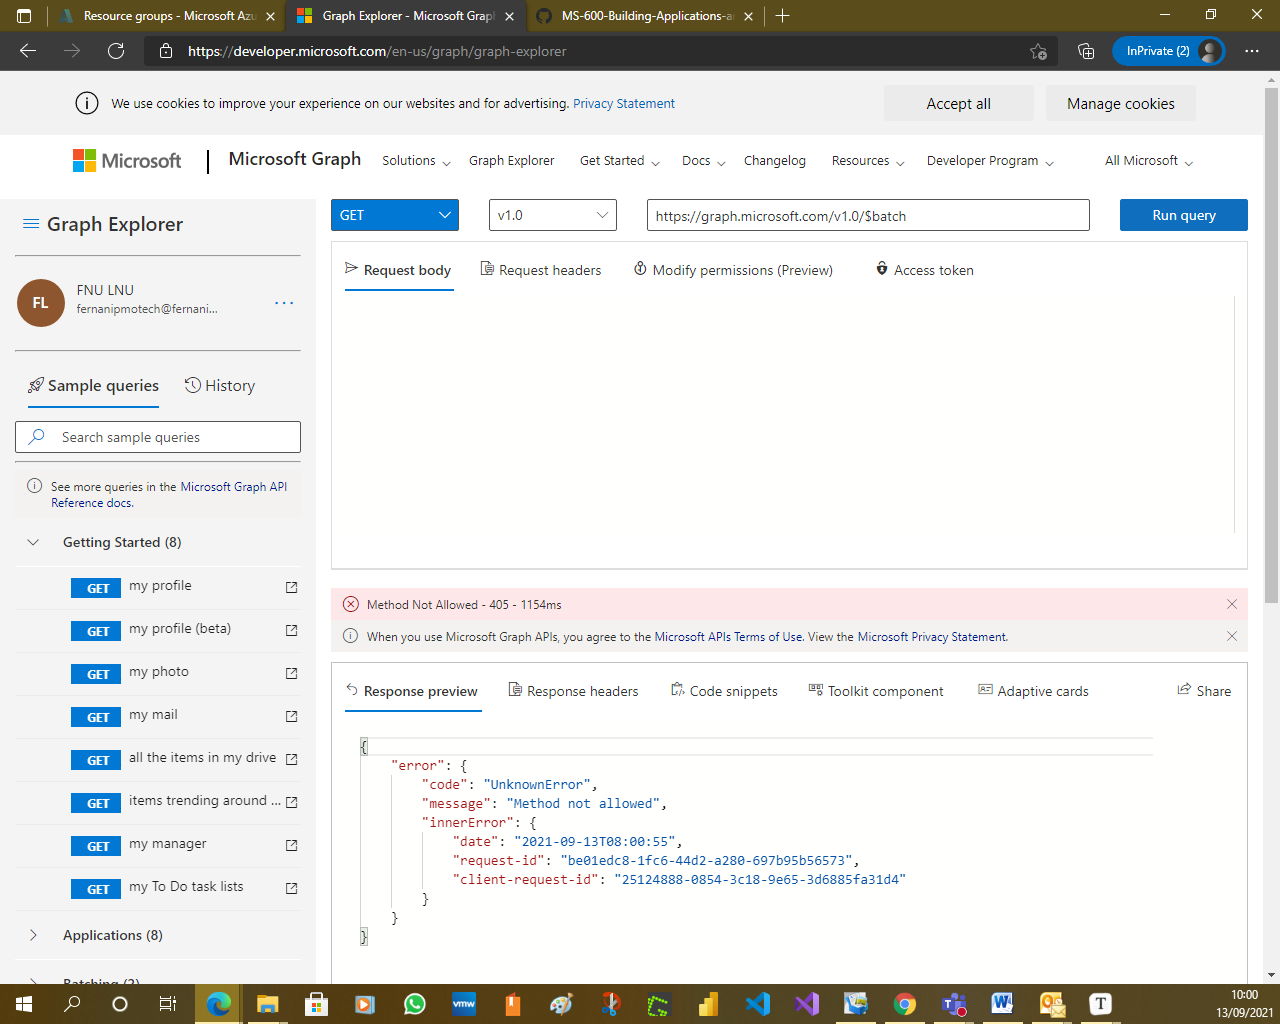 Resource groups - Microsoft Azu
Graph Explorer - Microsoft Graph
MS-600-Building-Applications-an
https://developer.microsoft.com/en-us/graph/graph-explorer
InPrivate (2)
We use cookies to improve your experience on our websites and for advertising. Privacy Statement
Accept all
Manage cookies
Microsoft
Microsoft Graph
Solutions
Graph Explorer
Get Started
Docs
Changelog
Resources
Developer Program
All Microsoft
Graph Explorer
GET
v1.0
https://graph.microsoft.com/v1.0/$batch
Run query
FL
FNU LNU
fernanipmotech@fernani...
Request body
Request headers
Modify permissions (Preview)
Access token
Sample queries
History
Search sample queries
See more queries in the Microsoft Graph API
Reference docs.
Getting Started (8)
GET my profile
GET my profile (beta)
GET my photo
GET my mail
GET all the items in my drive
GET items trending around ...
GET my manager
GET my To Do task lists
Applications (8)
Batching (2)
Method Not Allowed - 405 - 1154ms
When you use Microsoft Graph APIs, you agree to the Microsoft APIs Terms of Use. View the Microsoft Privacy Statement.
Response preview
Response headers
Code snippets
Toolkit component
Adaptive cards
Share
{
"error": {
"code": "UnknownError",
"message": "Method not allowed",
"innerError": {
"date": "2021-09-13T08:00:55",
"request-id": "be01edc8-1fc6-44d2-a280-697b95b56573",
"client-request-id": "25124888-0854-3c18-9e65-3d6885fa31d4"
}
}
}
vmw
T
10:00
13/09/2021